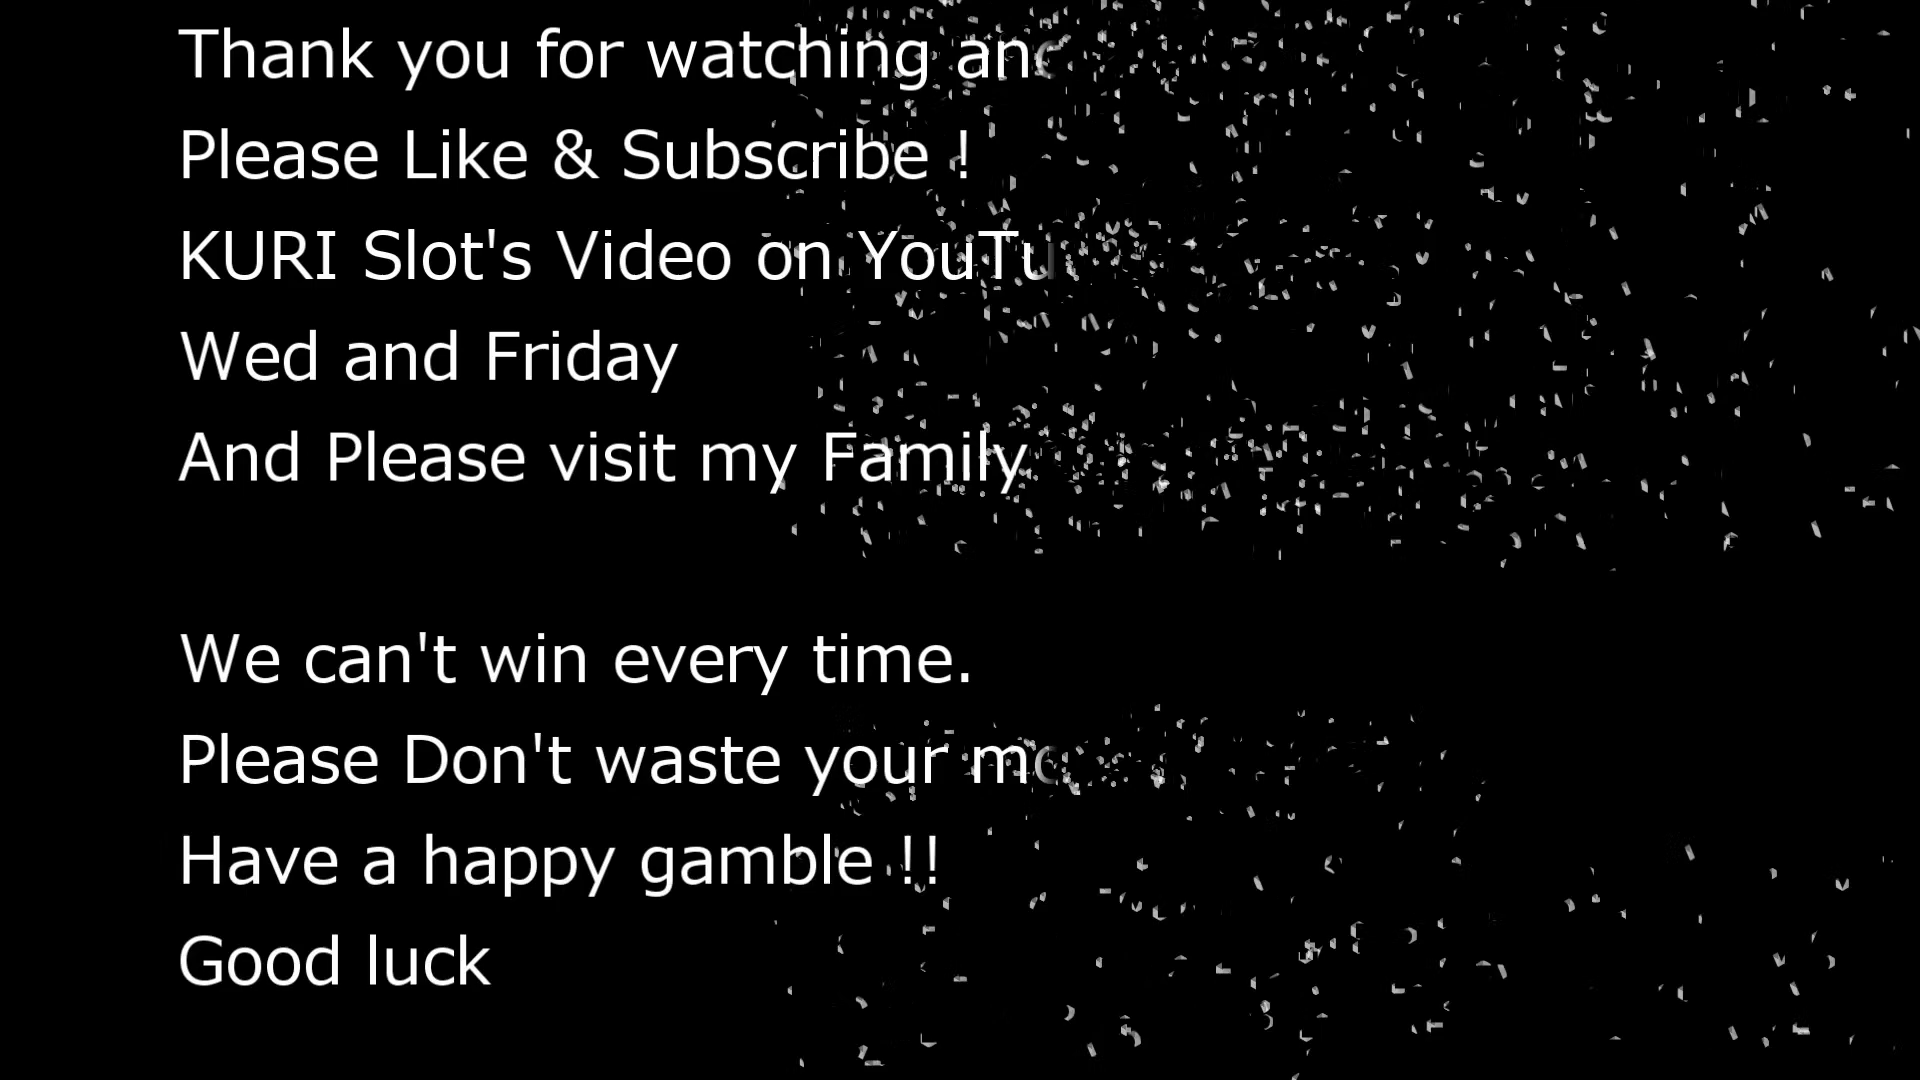 Thank you for watching an
Please Like & Subscribe !
KURI Slot's Video on YouTu
Wed and Friday
And Please visit my Family
We can't win every time.
Please Don't waste your mo
Have a happy gamble !!
Good luck